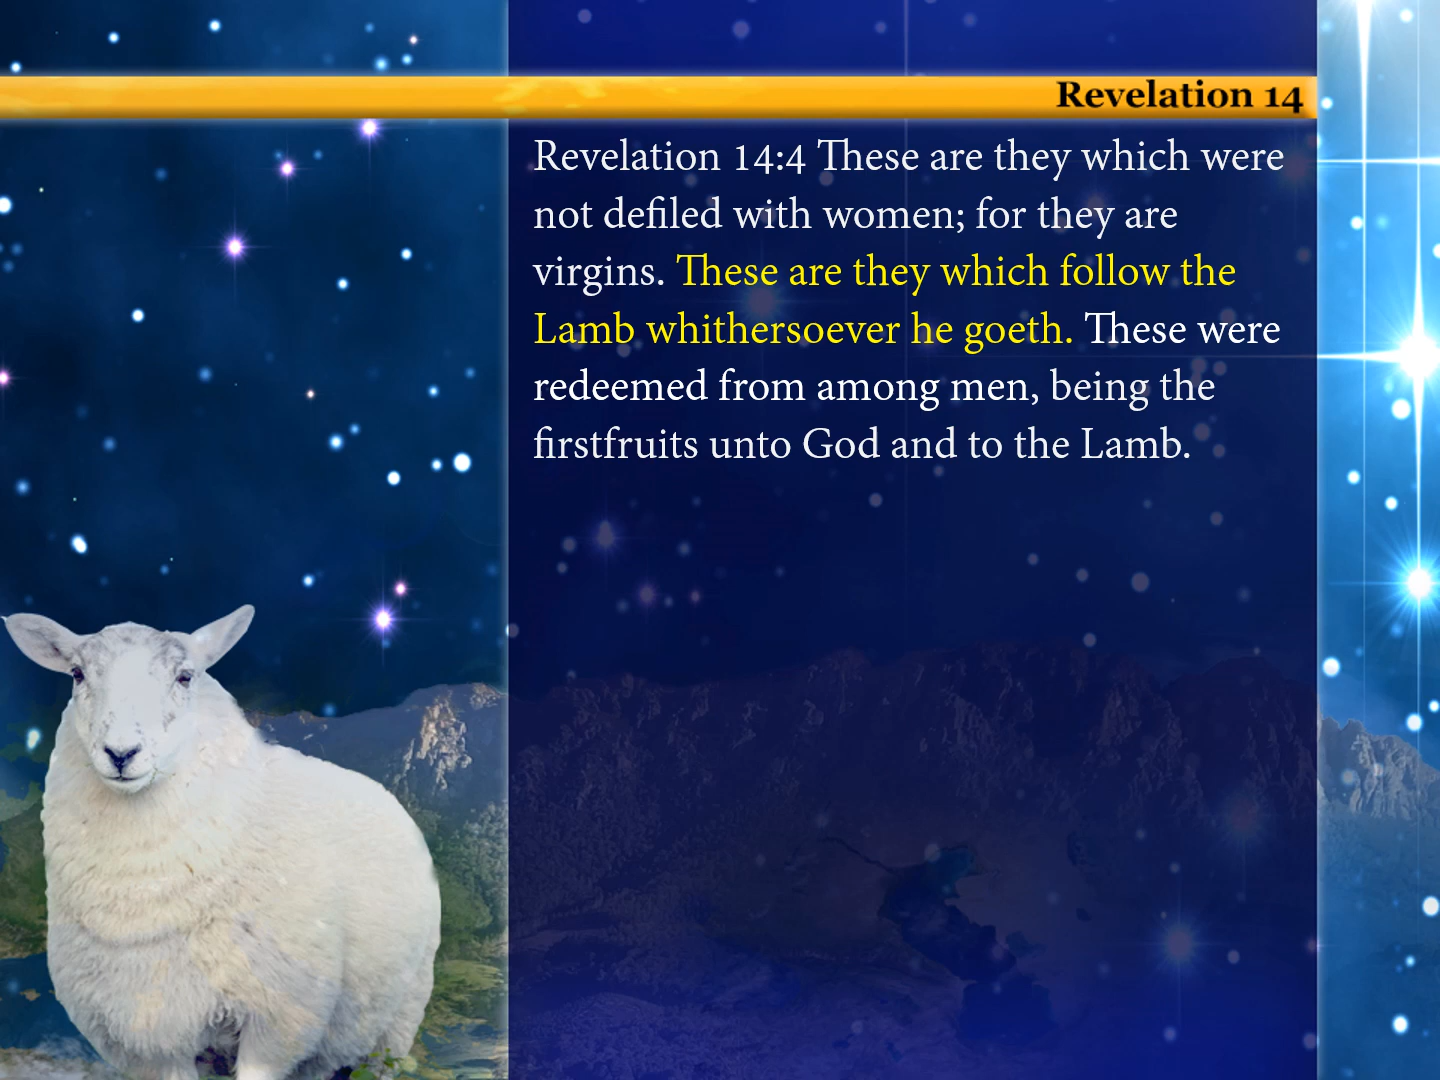 Revelation 14
Revelation 14:4 These are they which were
not defiled with women; for they are
virgins. These are they which follow the
Lamb whithersoever he goeth. These were
redeemed from among men, being the
firstfruits unto God and to the Lamb.